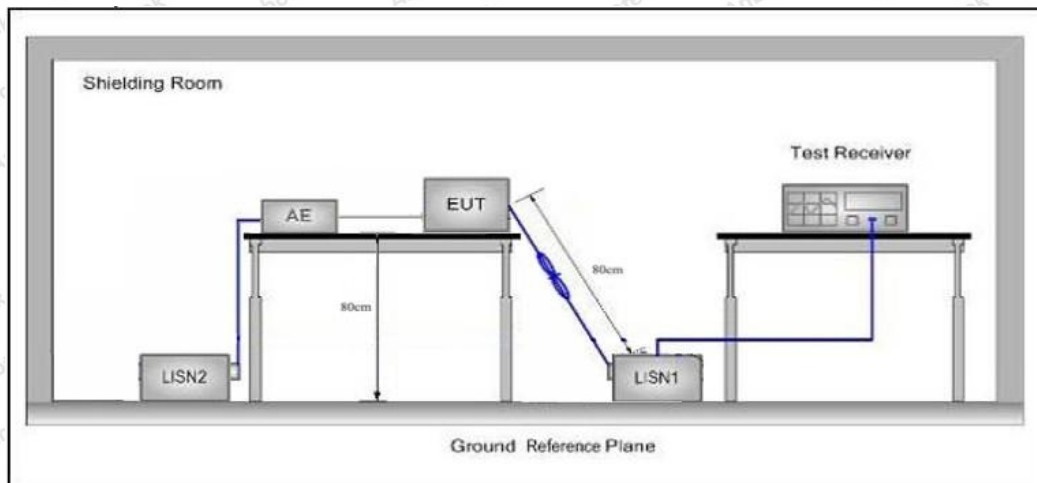 Shielding Room
Test Receiver
AE
EUT
80cm
80cm
LISN2
LISN1
Ground Reference Plane